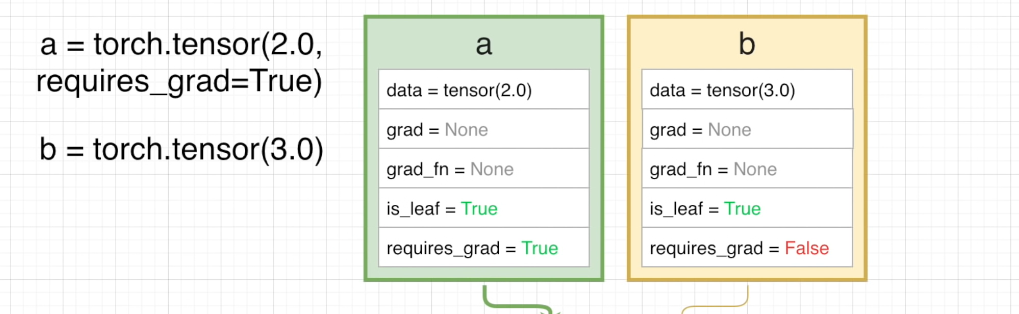 a = torch.tensor(2.0,
requires_grad=True)
b = torch.tensor(3.0)
a
data = tensor(2.0)
grad = None
grad_fn = None
is_leaf = True
requires_grad = True
b
data = tensor(3.0)
grad = None
grad_fn = None
is_leaf = True
requires_grad = False